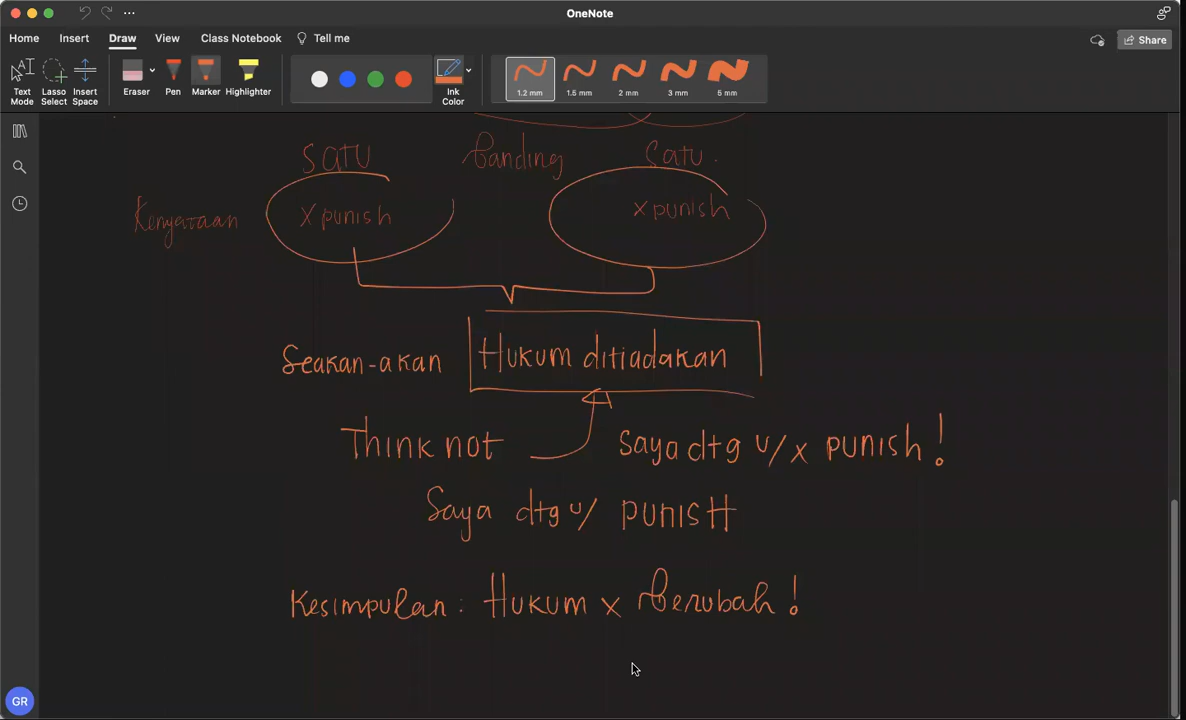 OneNote
Home Insert Draw View Class Notebook Tell me Share
Text Mode Lasso Select Insert Space Eraser Pen Marker Highlighter Ink Color 1.2 mm 1.5 mm 2 mm 3 mm 5 mm
SATU banding Satu.
Kenyataan x punish x punish
Seakan-akan Hukum ditiadakan
Think not saya dtg u/ x punish!
Saya dtg u/ punisH
Kesimpulan: Hukum x berubah!
GR